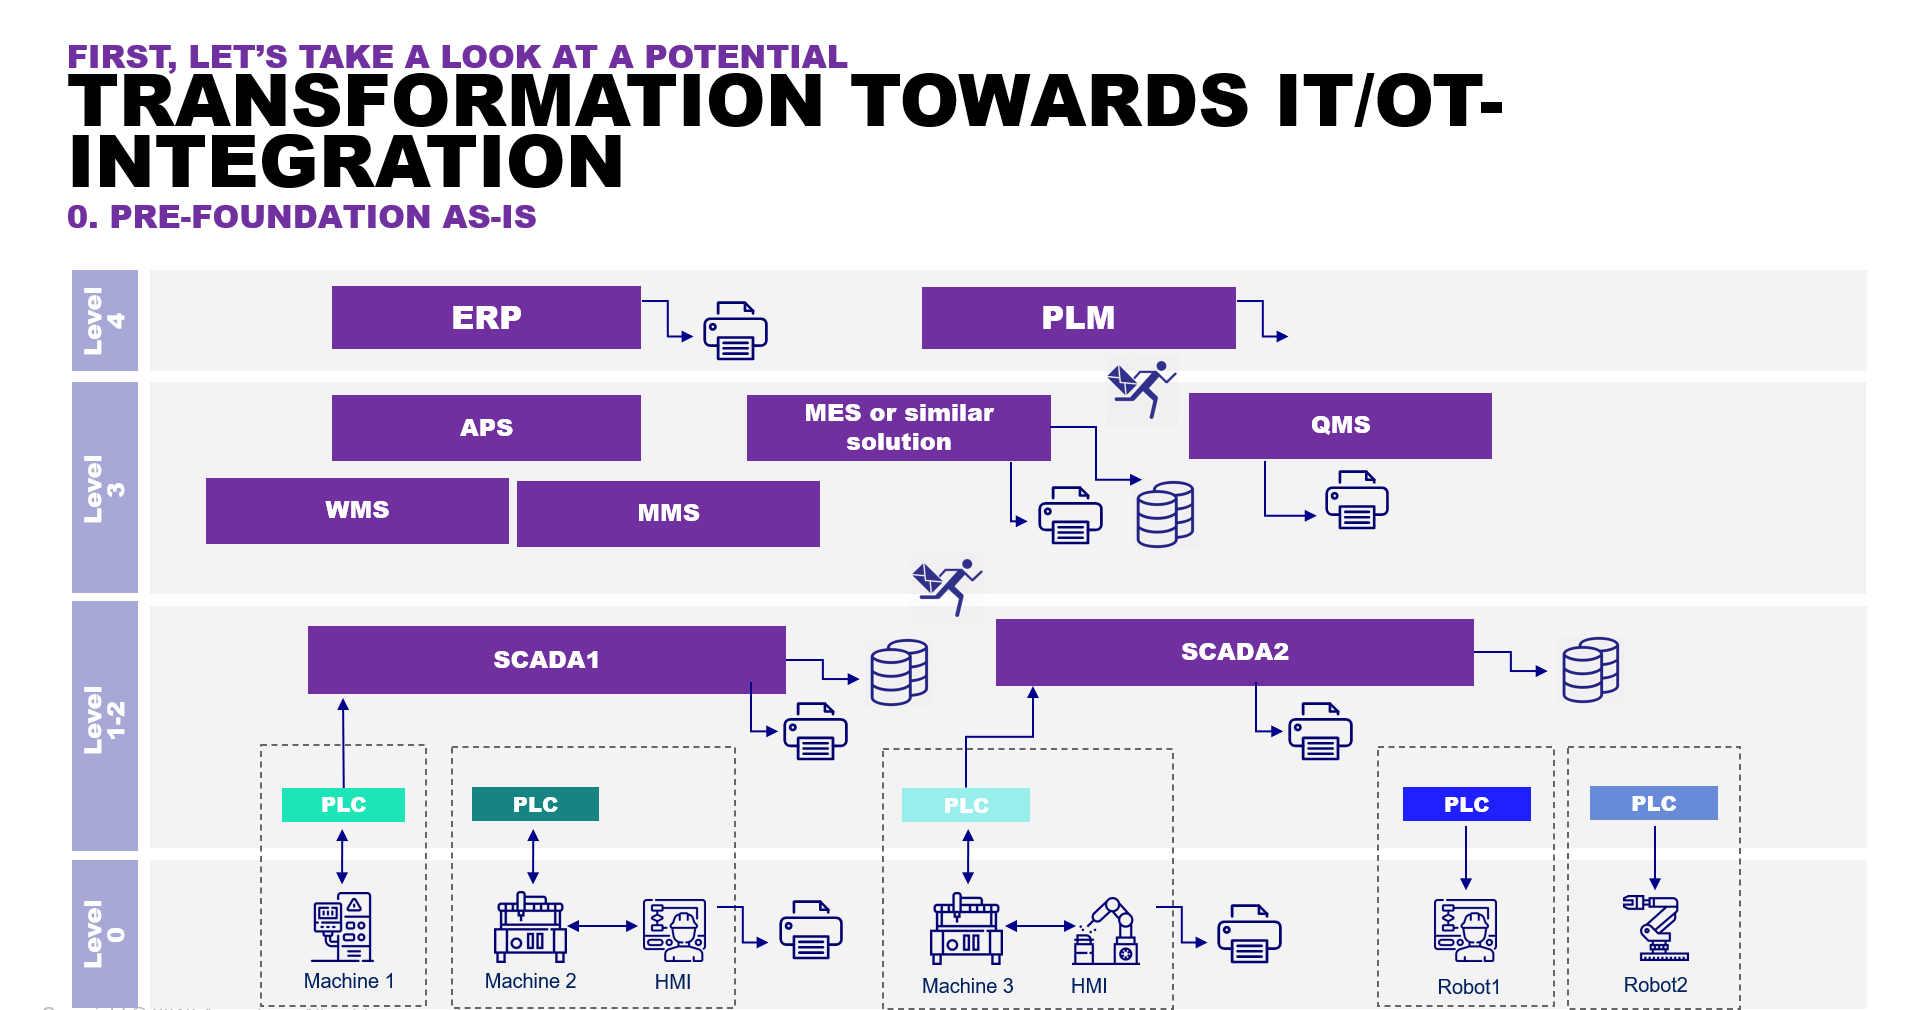 FIRST, LET’S TAKE A LOOK AT A POTENTIAL
TRANSFORMATION TOWARDS IT/OT-
INTEGRATION
0. PRE-FOUNDATION AS-IS
Level
4
ERP
PLM
Level
3
APS
MES or similar
solution
QMS
WMS
MMS
Level
1-2
SCADA1
SCADA2
PLC
PLC
PLC
PLC
PLC
Level
0
Machine 1
Machine 2
HMI
Machine 3
HMI
Robot1
Robot2